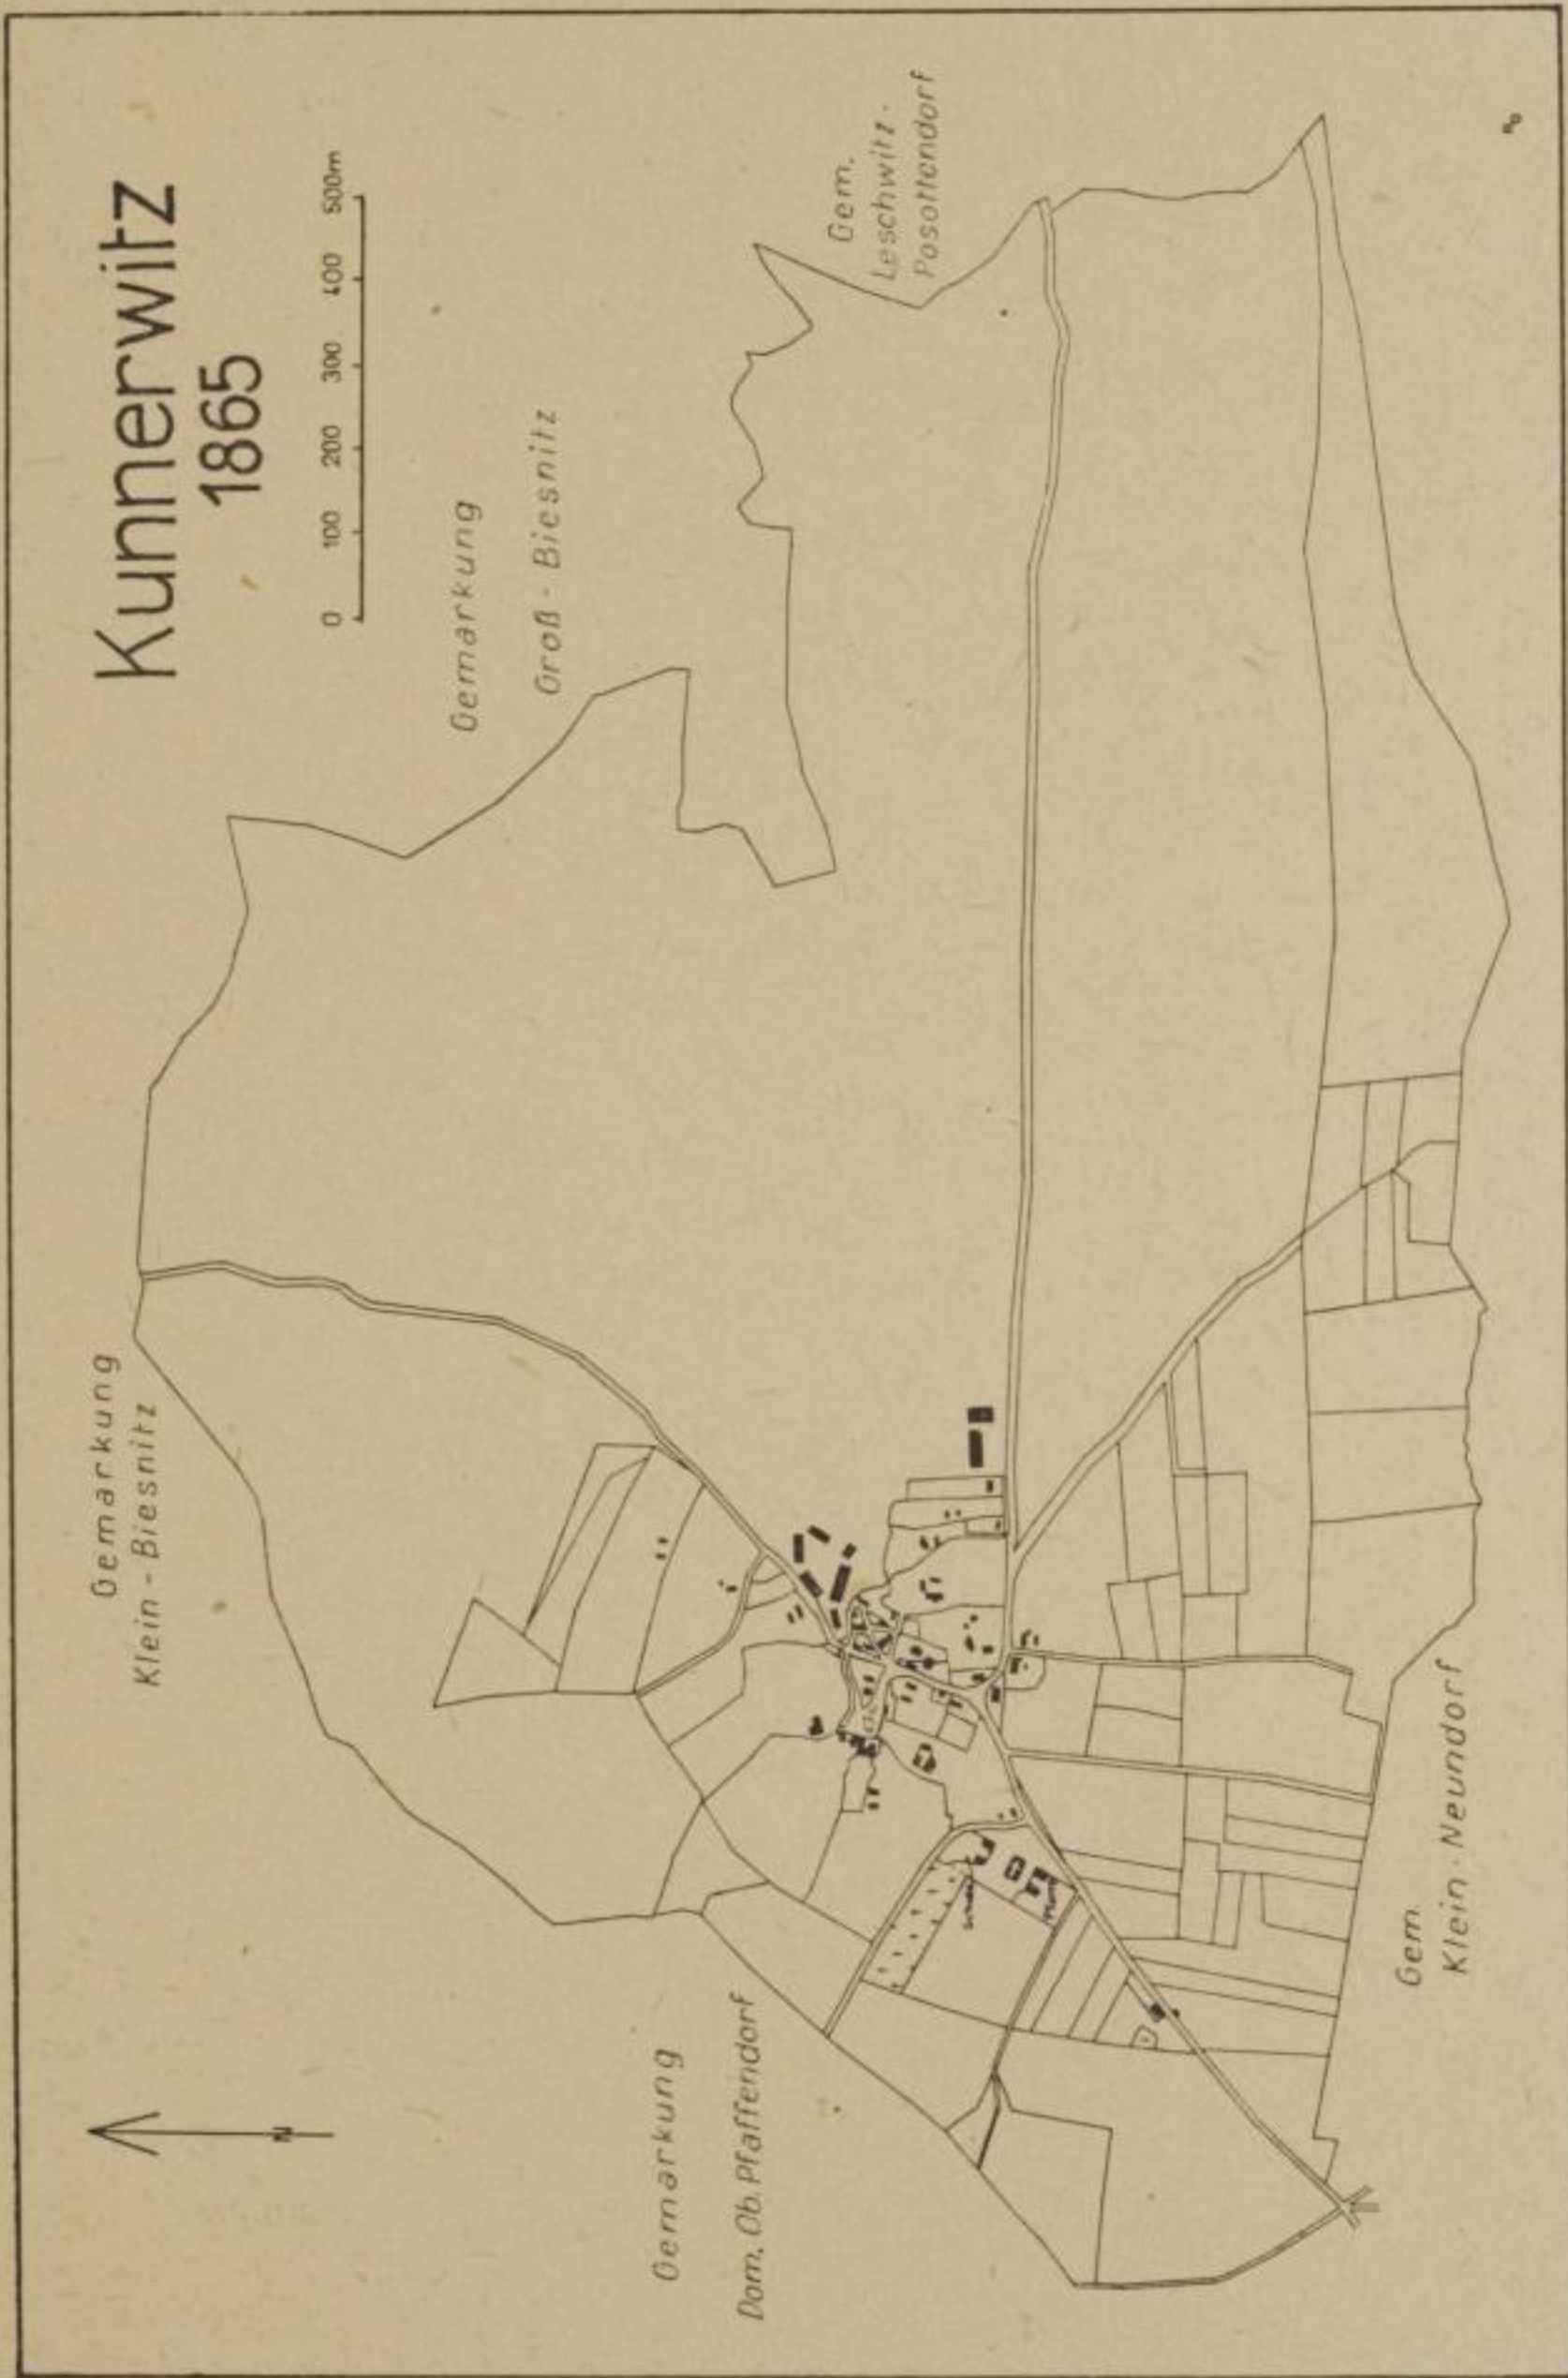 Kunnerwitz
1865
0 100 200 300 400 500m
Gemarkung
Klein - Biesnitz
Gemarkung
Groß - Biesnitz
Gem.
Leschwitz -
Posottendorf
N
Gemarkung
Dom. Ob. Pfaffendorf
Schule
Gem.
Klein - Neundorf